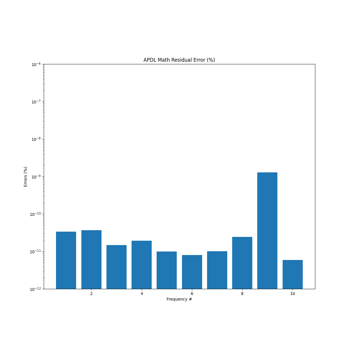 APDL Math Residual Error (%)
10⁻⁶
10⁻⁷
10⁻⁸
10⁻⁹
10⁻¹⁰
10⁻¹¹
10⁻¹²
Errors (%)
2 4 6 8 10
Frequency #